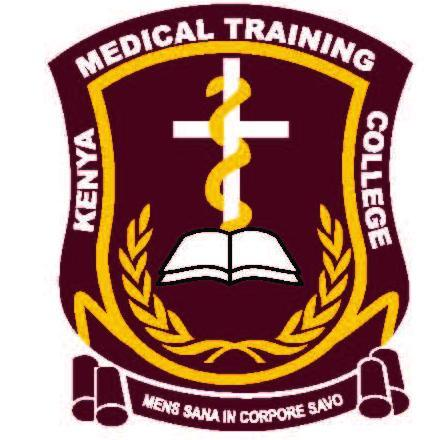 KENYA MEDICAL TRAINING COLLEGE
MENS SANA IN CORPORE SAVO